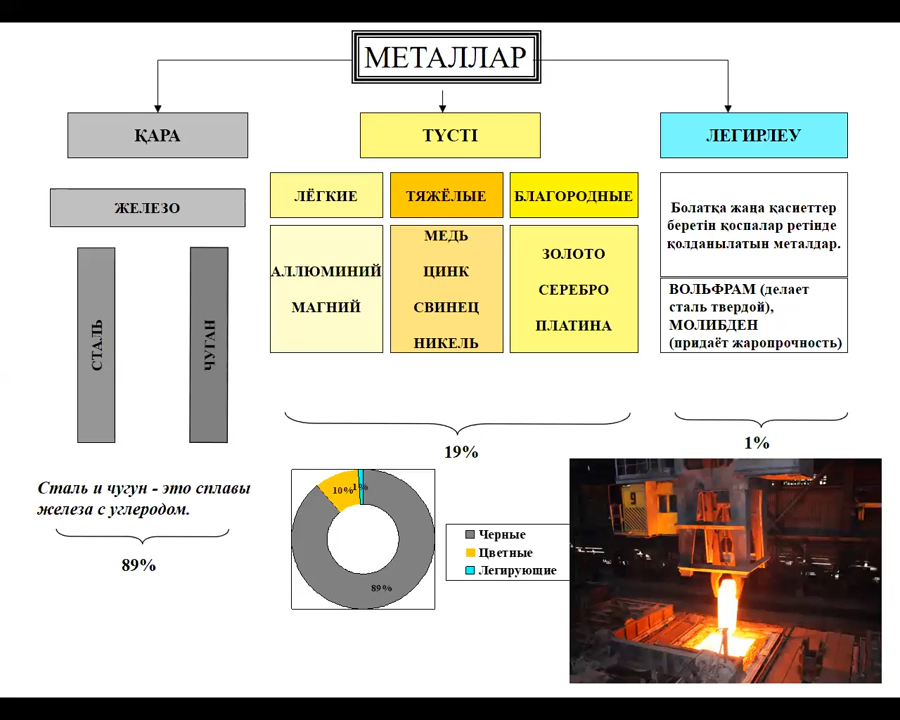 МЕТАЛЛАР
ҚАРА
ТҮСТІ
ЛЕГИРЛЕУ
ЖЕЛЕЗО
СТАЛЬ
ЧУГАН
Сталь и чугун - это сплавы
железа с углеродом.
89%
ЛЁГКИЕ
ТЯЖЁЛЫЕ
БЛАГОРОДНЫЕ
АЛЛЮМИНИЙ
МАГНИЙ
МЕДЬ
ЦИНК
СВИНЕЦ
НИКЕЛЬ
ЗОЛОТО
СЕРЕБРО
ПЛАТИНА
19%
Болатқа жаңа қасиеттер
беретін қоспалар ретінде
қолданылатын металдар.
ВОЛЬФРАМ (делает
сталь твердой),
МОЛИБДЕН
(придаёт жаропрочность)
1%
10%
1%
89%
Черные
Цветные
Легирующие
9